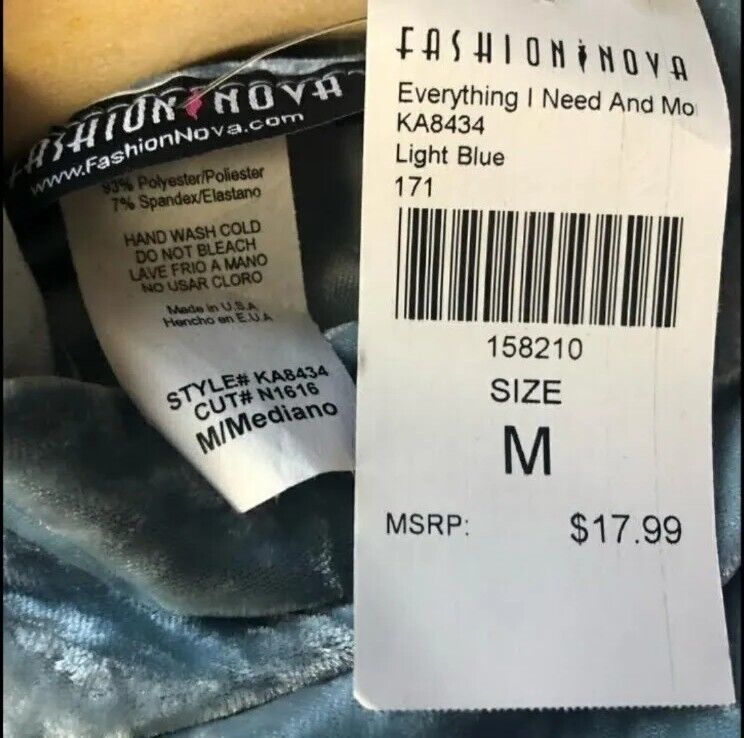 FASHION NOVA
www.FashionNova.com
93% Polyester/Poliester
7% Spandex/Elastano
HAND WASH COLD
DO NOT BLEACH
LAVE FRIO A MANO
NO USAR CLORO
Made in U.S.A
Hencho en E.U.A
STYLE# KA8434
CUT# N1616
M/Mediano
FASHION NOVA
Everything I Need And Mo
KA8434
Light Blue
171
158210
SIZE
M
MSRP: $17.99